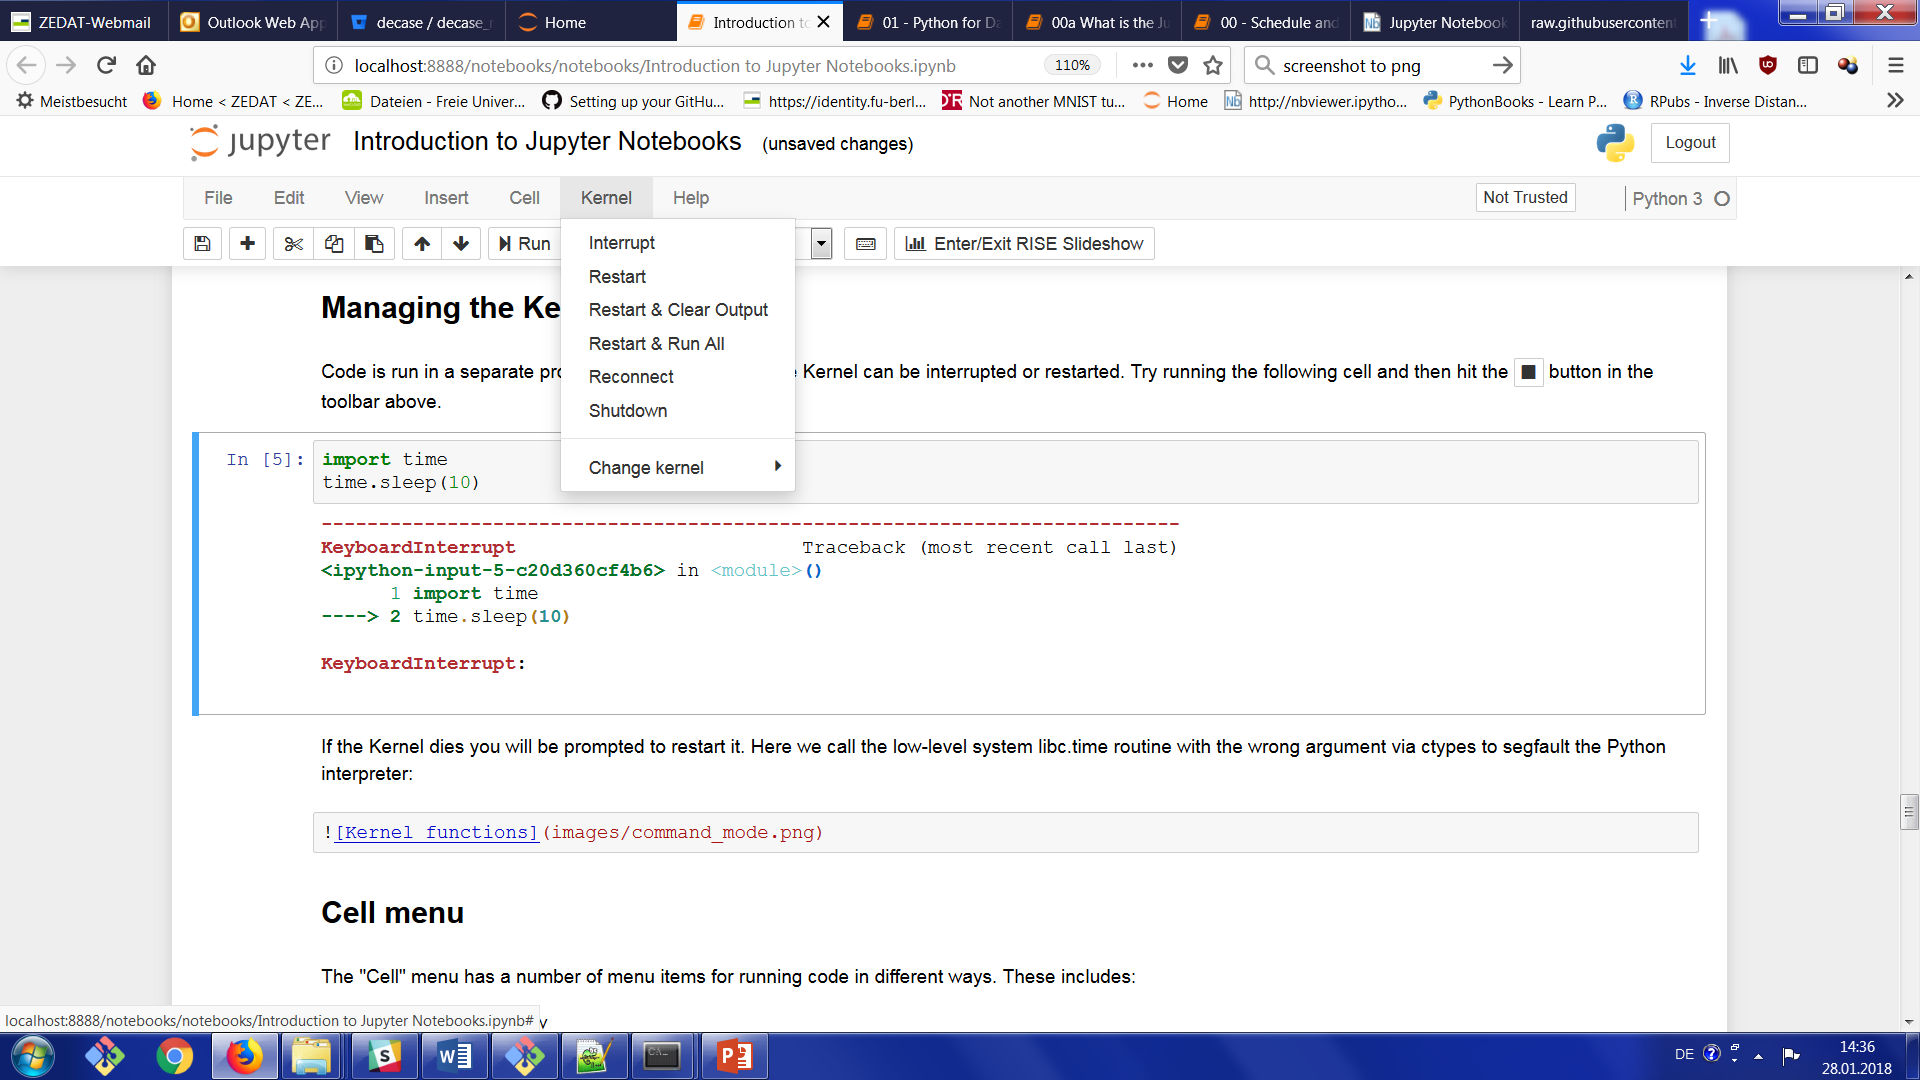 ZEDAT-Webmail
Outlook Web Ap
decase / decase_
Home
Introduction to
01 - Python for Da
00a What is the Ju
00 - Schedule and
Jupyter Notebook
raw.githubusercontent
localhost:8888/notebooks/notebooks/Introduction to Jupyter Notebooks.ipynb
110%
screenshot to png
Meistbesucht
Home < ZEDAT < ZE...
Dateien - Freie Univer...
Setting up your GitHu...
https://identity.fu-berl...
Not another MNIST tu...
Home
http://nbviewer.ipytho...
PythonBooks - Learn P...
RPubs - Inverse Distan...
jupyter
Introduction to Jupyter Notebooks (unsaved changes)
Logout
File Edit View Insert Cell Kernel Help
Not Trusted
Python 3
Run
Enter/Exit RISE Slideshow
Interrupt
Restart
Restart & Clear Output
Restart & Run All
Reconnect
Shutdown
Change kernel
Managing the Ke
Code is run in a separate pro
Kernel can be interrupted or restarted. Try running the following cell and then hit the button in the
toolbar above.
In [5]: import time
time.sleep(10)
---------------------------------------------------------------------------
KeyboardInterrupt Traceback (most recent call last)
<ipython-input-5-c20d360cf4b6> in <module>()
1 import time
----> 2 time.sleep(10)
KeyboardInterrupt:
If the Kernel dies you will be prompted to restart it. Here we call the low-level system libc.time routine with the wrong argument via ctypes to segfault the Python
interpreter:
![Kernel functions](images/command_mode.png)
Cell menu
The "Cell" menu has a number of menu items for running code in different ways. These includes:
localhost:8888/notebooks/notebooks/Introduction to Jupyter Notebooks.ipynb#
DE
14:36
28.01.2018